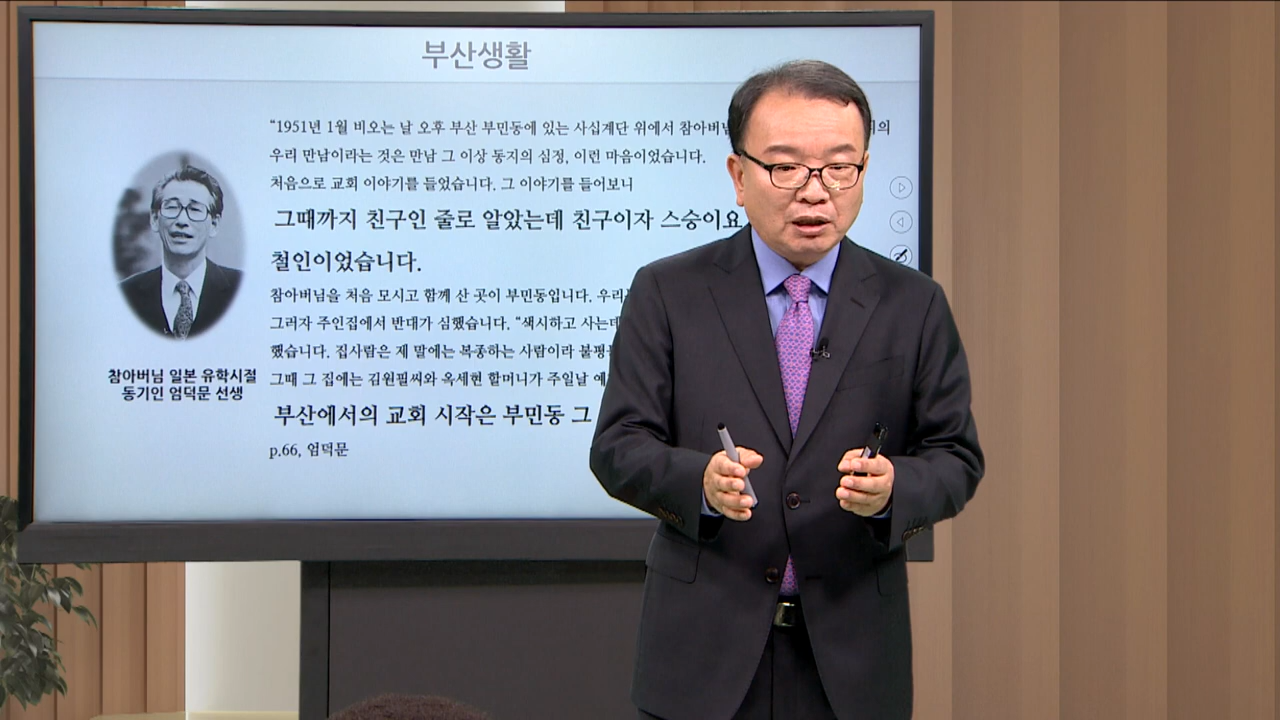 부산생활
“1951년 1월 비오는 날 오후 부산 부민동에 있는 사십계단 위에서 참아버님
우리 만남이라는 것은 만남 그 이상 동지의 심정, 이런 마음이었습니다.
처음으로 교회 이야기를 들었습니다. 그 이야기를 들어보니
그때까지 친구인 줄로 알았는데 친구이자 스승이요
철인이었습니다.
참아버님을 처음 모시고 함께 산 곳이 부민동입니다.
그러자 주인집에서 반대가 심했습니다. “색시하고 사는데
했습니다. 집사람은 제 말에는 복종하는 사람이라
그때 그 집에는 김원필씨와 옥세현 할머니가 주일날
부산에서의 교회 시작은 부민동 그
p.66, 엄덕문
참아버님 일본 유학시절
동기인 엄덕문 선생